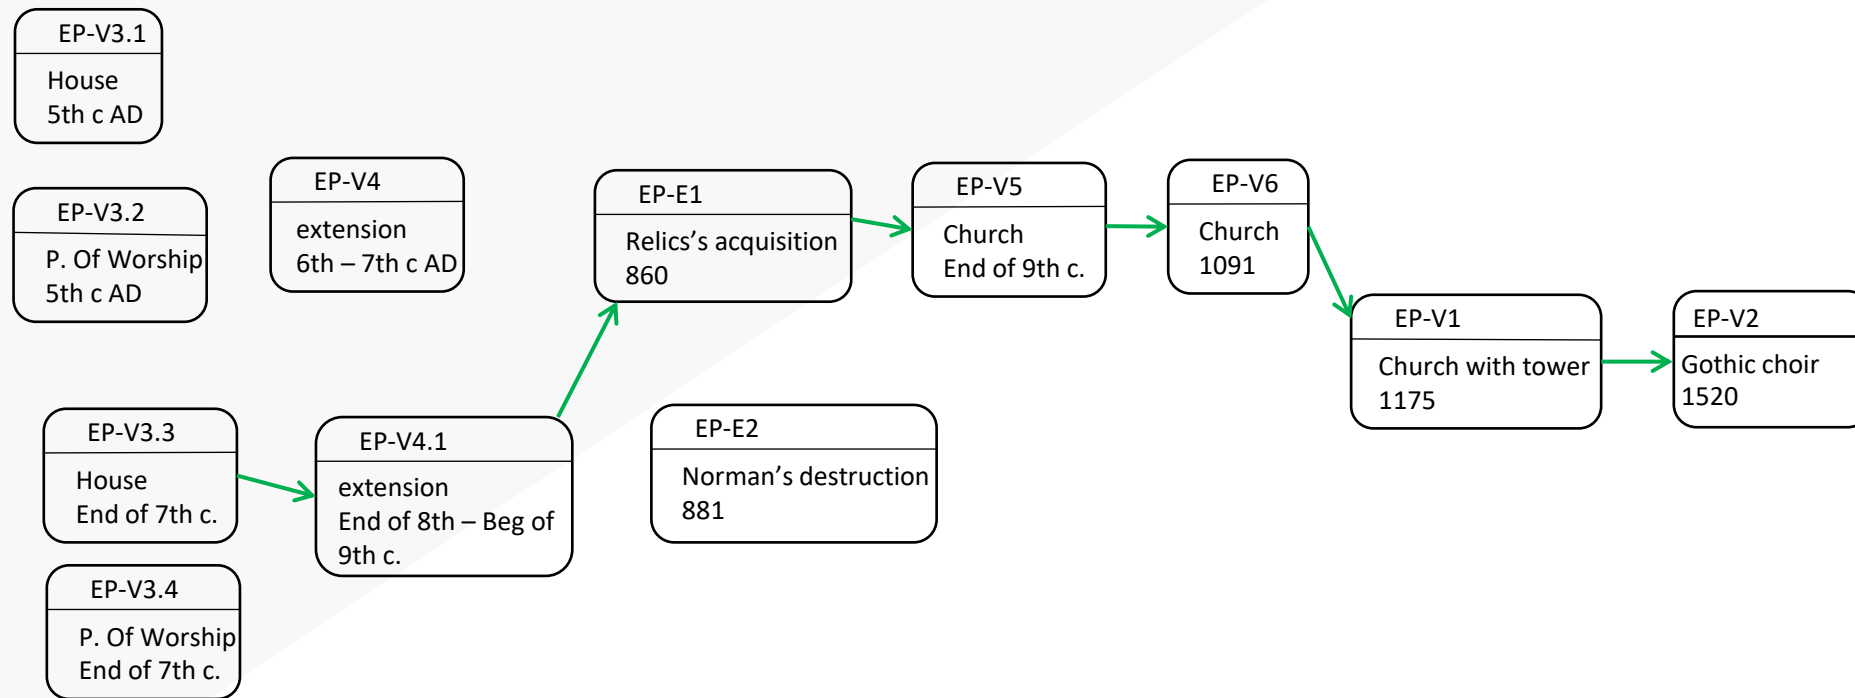 EP-V3.1
House
5th c AD
EP-V3.2
P. Of Worship
5th c AD
EP-V4
extension
6th – 7th c AD
EP-V3.3
House
End of 7th c.
EP-V3.4
P. Of Worship
End of 7th c.
EP-V4.1
extension
End of 8th – Beg of
9th c.
EP-E1
Relics’s acquisition
860
EP-E2
Norman’s destruction
881
EP-V5
Church
End of 9th c.
EP-V6
Church
1091
EP-V1
Church with tower
1175
EP-V2
Gothic choir
1520